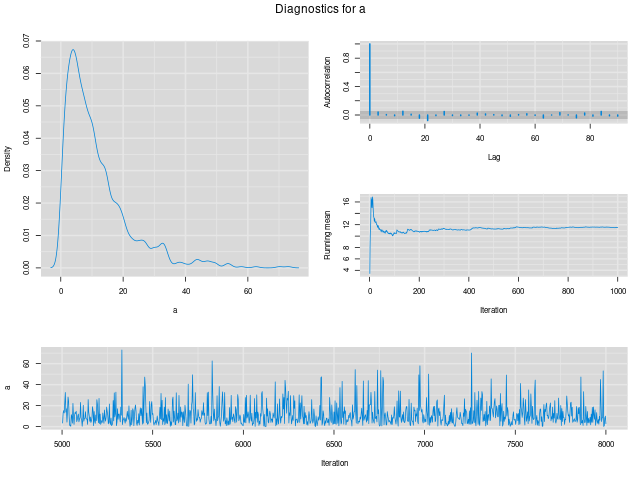 Diagnostics for a
Density
0.00 0.01 0.02 0.03 0.04 0.05 0.06 0.07
0 20 40 60
a
Autocorrelation
0.0 0.4 0.8
0 20 40 60 80
Lag
Running mean
4 6 8 12 16
0 200 400 600 800 1000
Iteration
a
0 20 40 60
5000 5500 6000 6500 7000 7500 8000
Iteration